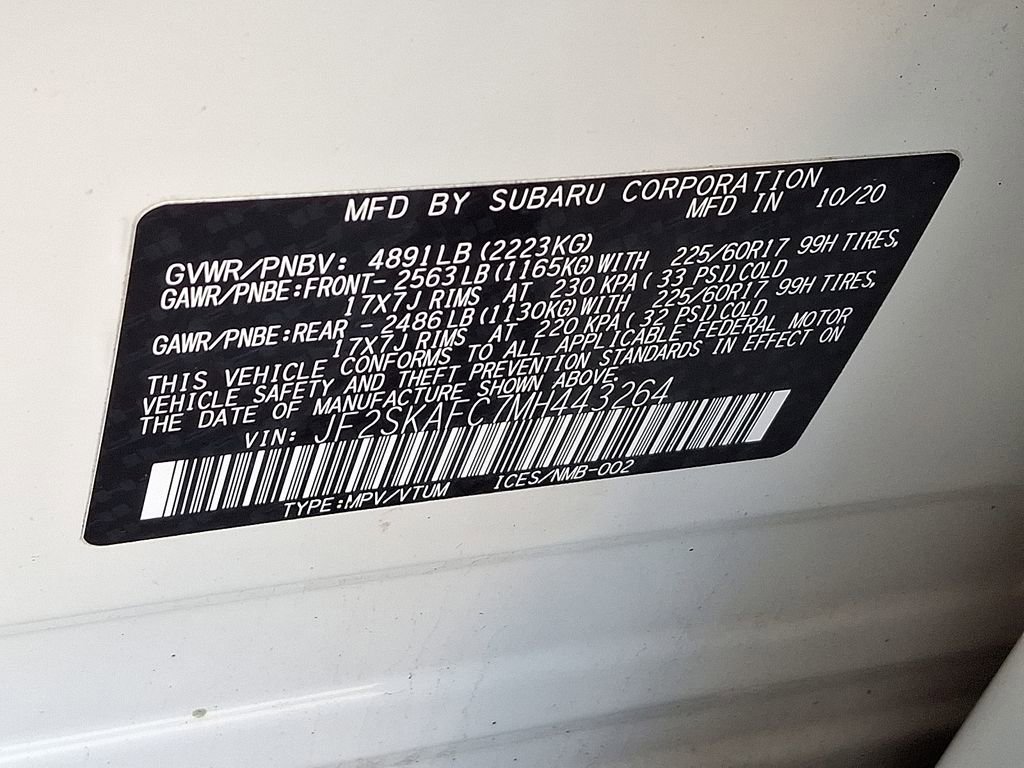 MFD BY SUBARU CORPORATION
MFD IN 10/20
GVWR/PNBV: 4891LB(2223KG)
GAWR/PNBE:FRONT-2563LB(1165KG)WITH 225/60R17 99H TIRES,
17X7J RIMS AT 230 KPA( 33 PSI)COLD
GAWR/PNBE:REAR -2486LB(1130KG)WITH 225/60R17 99H TIRES,
17X7J RIMS AT 220 KPA( 32 PSI)COLD
THIS VEHICLE CONFORMS TO ALL APPLICABLE FEDERAL MOTOR
VEHICLE SAFETY AND THEFT PREVENTION STANDARDS IN EFFECT ON
THE DATE OF MANUFACTURE SHOWN ABOVE.
VIN: JF2SKAFC7MH443264
TYPE:MPV/VTUM ICES/NMB-002